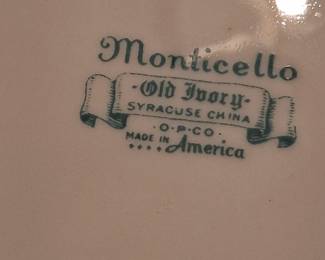 Monticello
-Old Ivory-
SYRACUSE CHINA
·O·P·CO·
MADE IN America